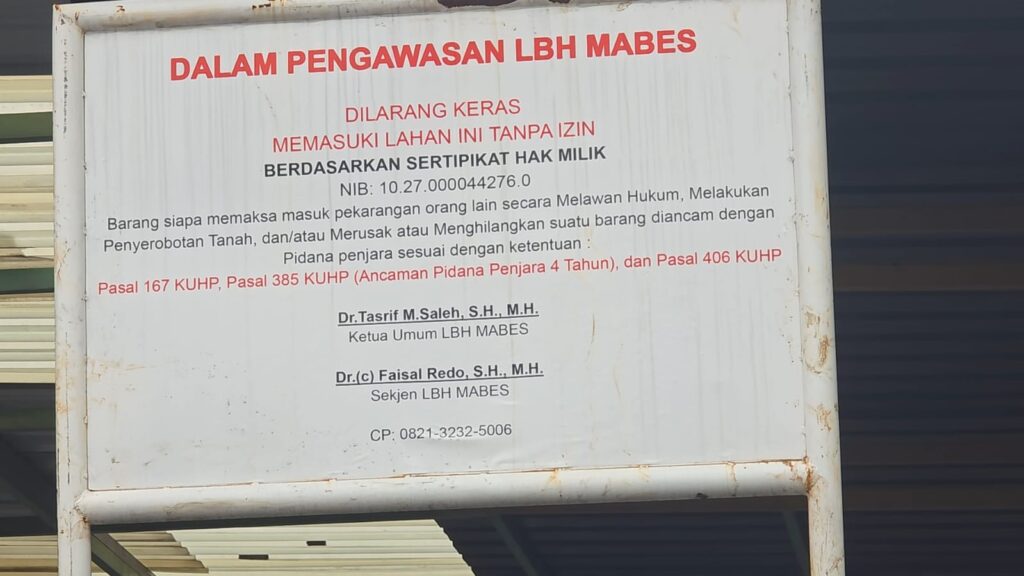 DALAM PENGAWASAN LBH MABES
DILARANG KERAS
MEMASUKI LAHAN INI TANPA IZIN
BERDASARKAN SERTIPIKAT HAK MILIK
NIB: 10.27.000044276.0
Barang siapa memaksa masuk pekarangan orang lain secara Melawan Hukum, Melakukan
Penyerobotan Tanah, dan/atau Merusak atau Menghilangkan suatu barang diancam dengan
Pidana penjara sesuai dengan ketentuan :
Pasal 167 KUHP, Pasal 385 KUHP (Ancaman Pidana Penjara 4 Tahun), dan Pasal 406 KUHP
Dr.Tasrif M.Saleh, S.H., M.H.
Ketua Umum LBH MABES
Dr.(c) Faisal Redo, S.H., M.H.
Sekjen LBH MABES
CP: 0821-3232-5006